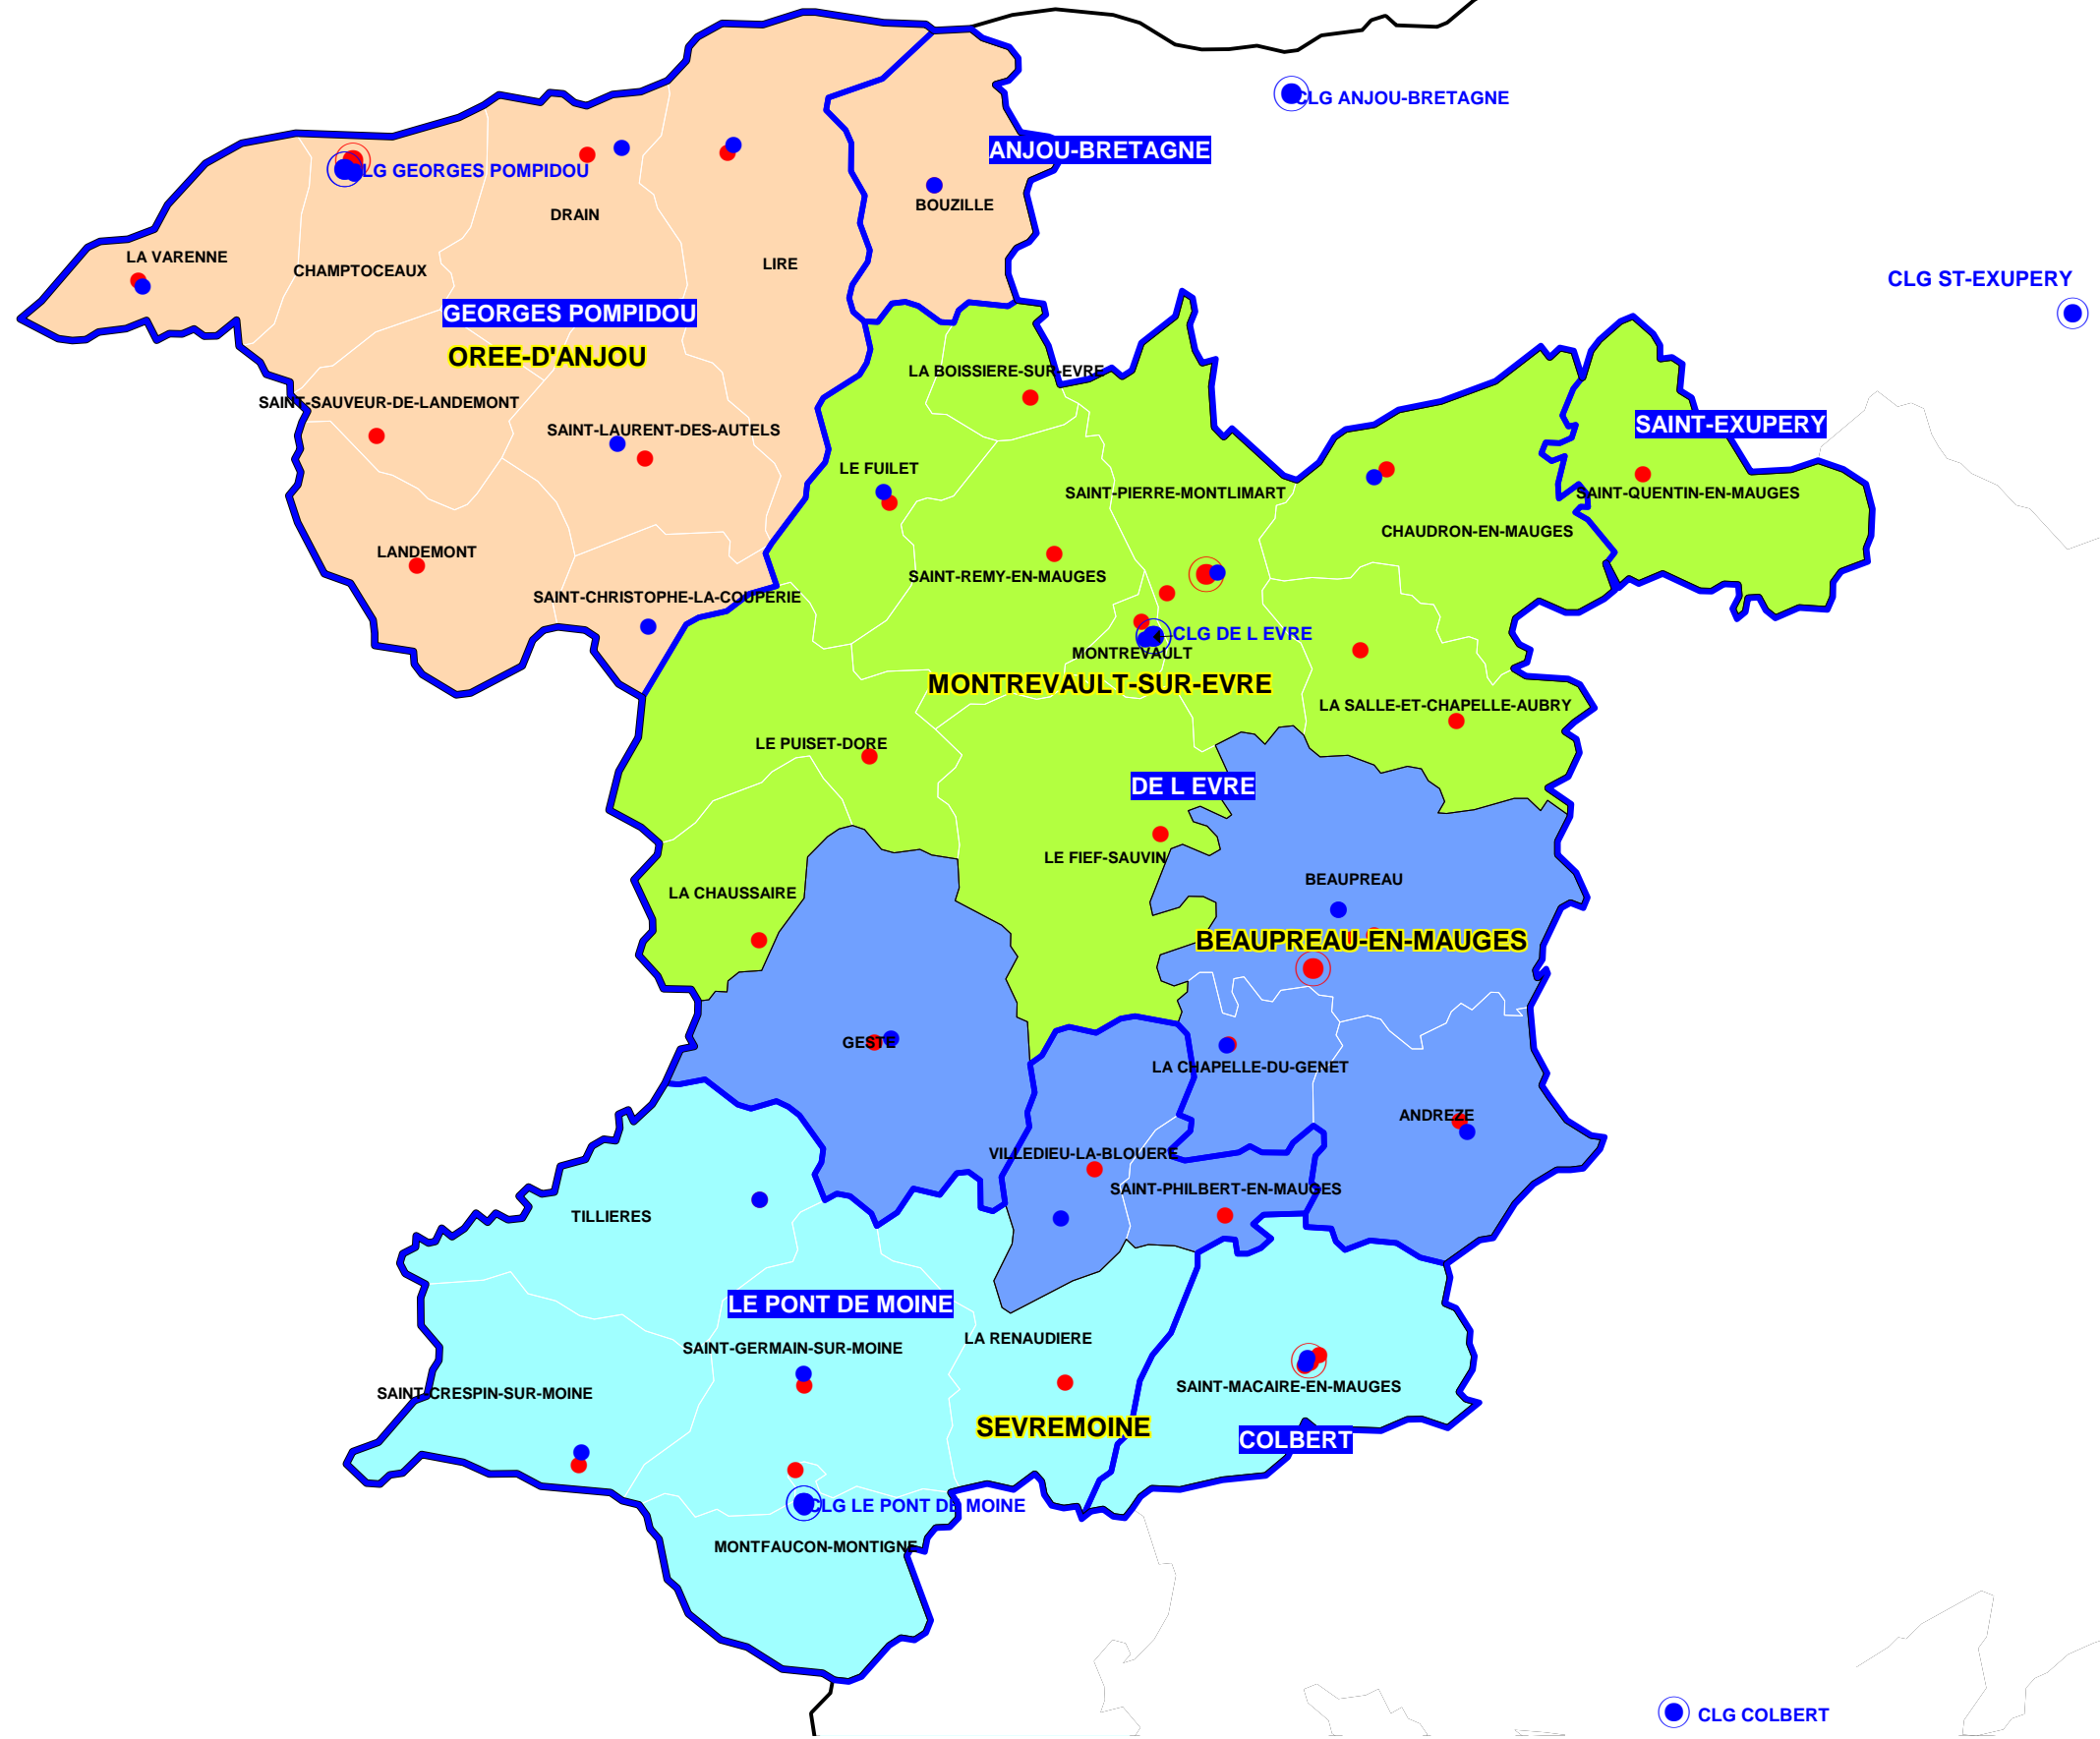 CLG ANJOU-BRETAGNE
ANJOU-BRETAGNE
CLG GEORGES POMPIDOU
BOUZILLE
DRAIN
LA VARENNE
LIRE
CHAMPTOCEAUX
CLG ST-EXUPERY
GEORGES POMPIDOU
OREE-D'ANJOU
LA BOISSIERE-SUR-EVRE
SAINT-SAUVEUR-DE-LANDEMONT
SAINT-EXUPERY
SAINT-LAURENT-DES-AUTELS
LE FUILET
SAINT-PIERRE-MONTLIMART
SAINT-QUENTIN-EN-MAUGES
CHAUDRON-EN-MAUGES
LANDEMONT
SAINT-REMY-EN-MAUGES
SAINT-CHRISTOPHE-LA-COUPERIE
CLG DE L EVRE
MONTREVAULT
MONTREVAULT-SUR-EVRE
LA SALLE-ET-CHAPELLE-AUBRY
LE PUISET-DORE
DE L EVRE
LE FIEF-SAUVIN
BEAUPREAU
LA CHAUSSAIRE
BEAUPREAU-EN-MAUGES
GESTE
LA CHAPELLE-DU-GENET
ANDREZE
VILLEDIEU-LA-BLOUERE
SAINT-PHILBERT-EN-MAUGES
TILLIERES
LE PONT DE MOINE
LA RENAUDIERE
SAINT-GERMAIN-SUR-MOINE
SAINT-MACAIRE-EN-MAUGES
SAINT-CRESPIN-SUR-MOINE
SEVREMOINE
COLBERT
CLG LE PONT DE MOINE
MONTFAUCON-MONTIGNE
CLG COLBERT